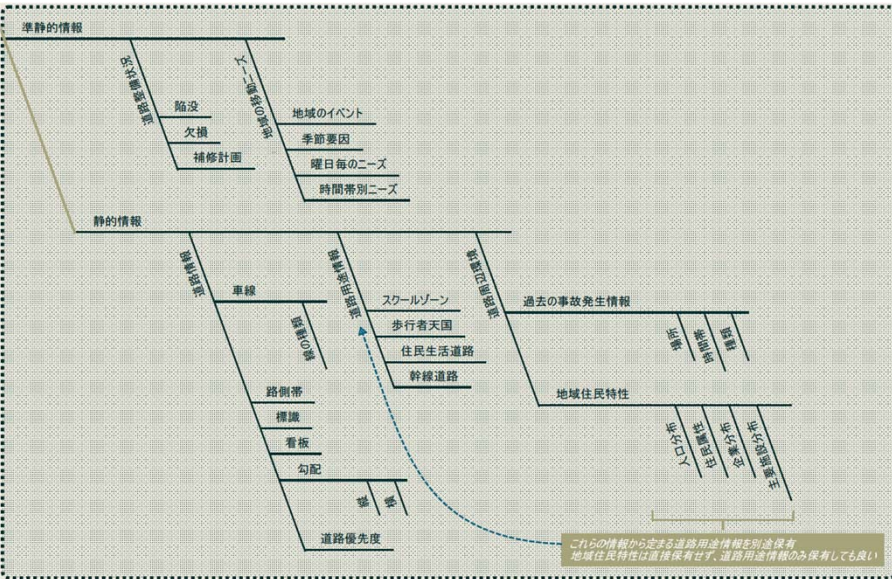 準静的情報
道路整備状況
陥没
欠損
補修計画
地域の移動ニーズ
地域のイベント
季節要因
曜日毎のニーズ
時間帯別ニーズ
静的情報
道路情報
車線
線の種類
路側帯
標識
看板
勾配
縦
横
道路優先度
道路用途情報
スクールゾーン
歩行者天国
住民生活道路
幹線道路
道路周辺環境
過去の事故発生情報
場所
時間帯
種類
地域住民特性
人口分布
住民属性
企業分布
主要施設分布
これらの情報から定まる道路用途情報を別途保有
地域住民特性は直接保有せず、道路用途情報のみ保有しても良い